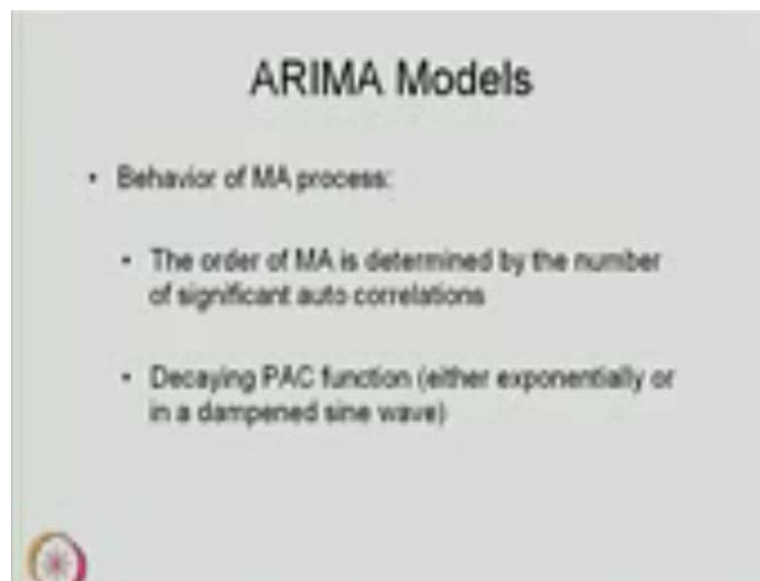 ARIMA Models
• Behavior of MA process:
• The order of MA is determined by the number
of significant auto correlations
• Decaying PAC function (either exponentially or
in a dampened sine wave)